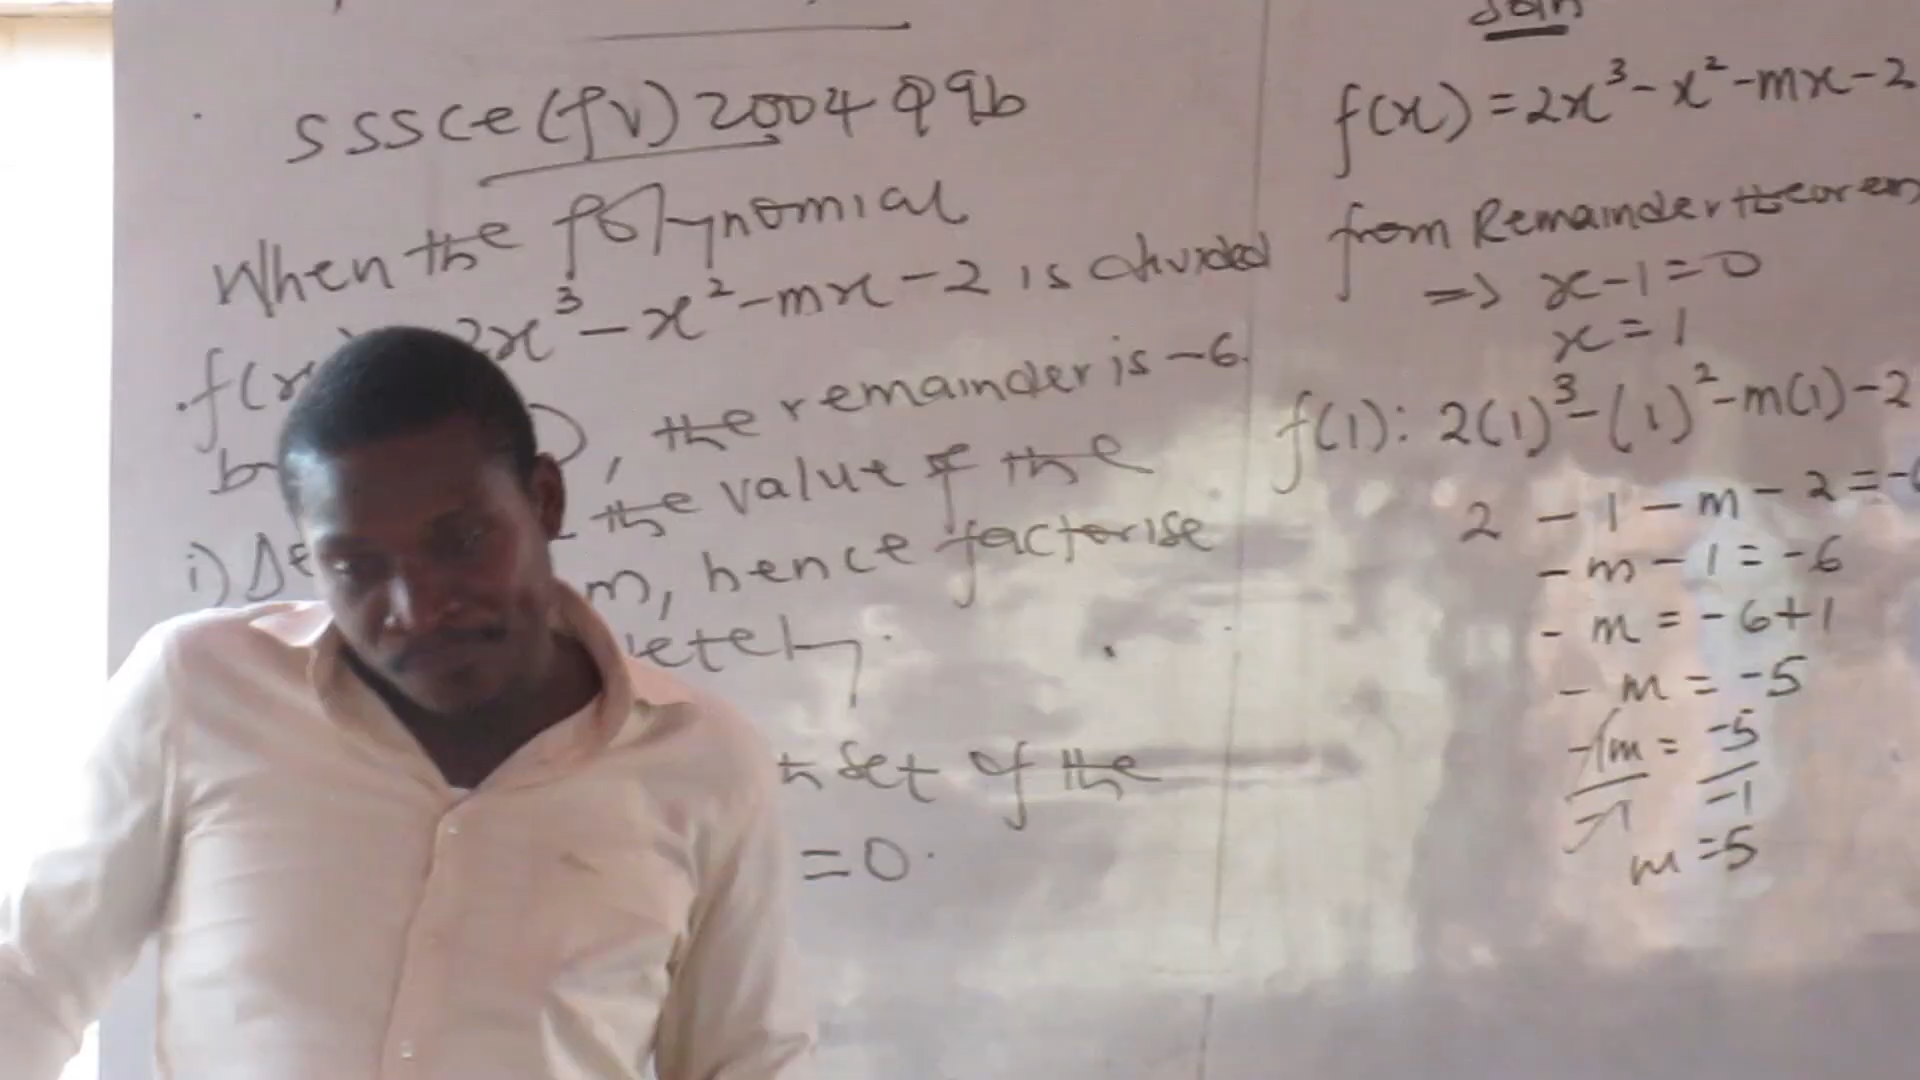 SSSCE (PV) 2004 Q9b
When the polynomial
f(x) 2x³ - x² - mx - 2 is divided
), the remainder is -6.
i) the value of the
m, hence factorise
set of the
= 0.
Soln
f(x) = 2x³ - x² - mx - 2
from Remainder theorem
=> x - 1 = 0
x = 1
f(1): 2(1)³ - (1)² - m(1) - 2
2 - 1 - m - 2 = -6
- m - 1 = -6
- m = -6 + 1
- m = -5
-1m = -5
-1 -1
m = 5